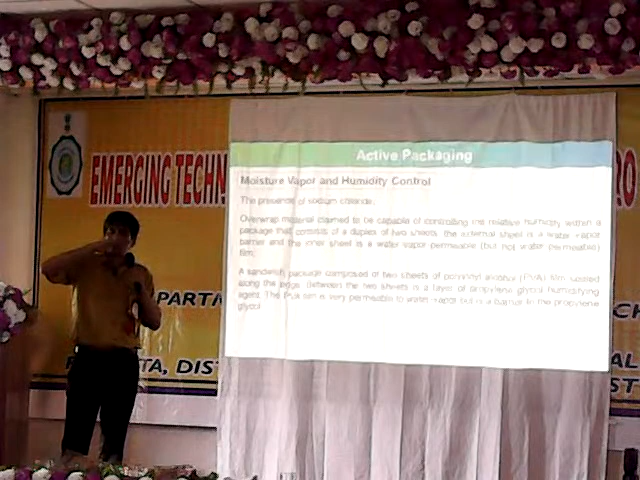 EMERGING TECHN
RO
Active Packaging
Moisture Vapor and Humidity Control
The presence of sodium chloride.
Overwrap material claimed to be capable of controlling the relative humidity within a
package that consists of a duplex of two sheets, the external sheet is a water vapor
barrier and the inner sheet is a water vapor permeable (but not water permeable)
film.
A sandwich package composed of two sheets of polyvinyl alcohol (PVA) film sealed
along the edge. Between the two sheets is a layer of propylene glycol humidifying
agent. The PVA film is very permeable to water vapor but is a barrier to the propylene
glycol
PARTA
CH
TA, DIS
AL
ST